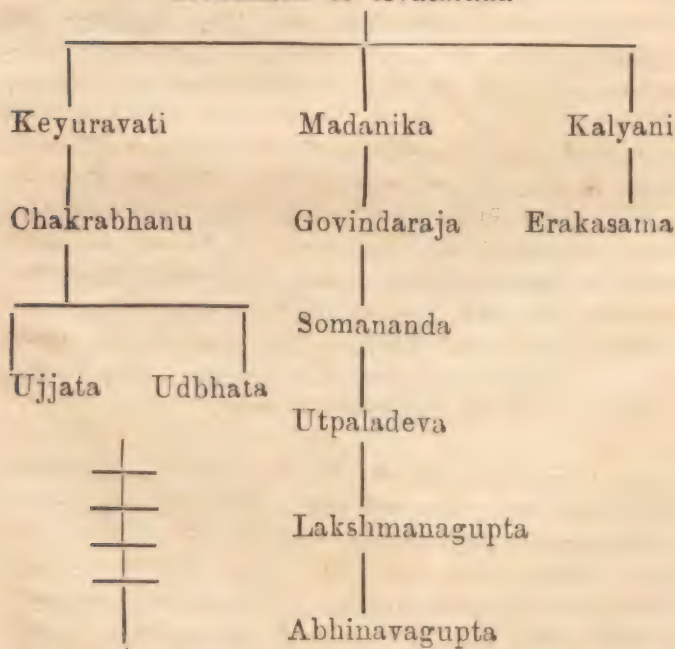 Keyuravati Madanika Kalyani
Chakrabhanu Govindaraja Erakasama
Somananda
Ujjata Udbhata
Utpaladeva
Lakshmanagupta
Abhinavagupta